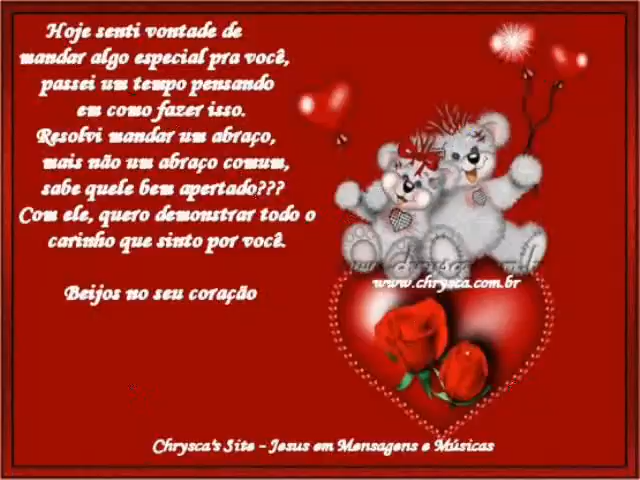 Hoje senti vontade de
mandar algo especial pra você,
passei um tempo pensando
em como fazer isso.
Resolvi mandar um abraço,
mais não um abraço comum,
sabe quele bem apertado???
Com ele, quero demonstrar todo o
carinho que sinto por você.
Beijos no seu coração
www.chrysca.com.br
Chrysca's Site - Jesus em Mensagens e Músicas